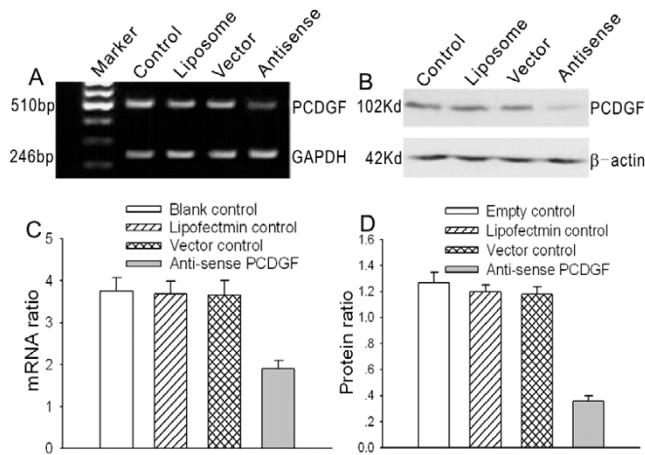 A
Marker
Control
Liposome
Vector
Antisense
510bp
PCDGF
246bp
GAPDH
B
Control
Liposome
Vector
Antisense
102Kd
PCDGF
42Kd
β-actin
C
Blank control
Lipofectmin control
Vector control
Anti-sense PCDGF
mRNA ratio
5
4
3
2
1
0
D
Empty control
Lipofectmin control
Vector control
Anti-sense PCDGF
Protein ratio
1.6
1.4
1.2
1.0
.8
.6
.4
.2
0.0